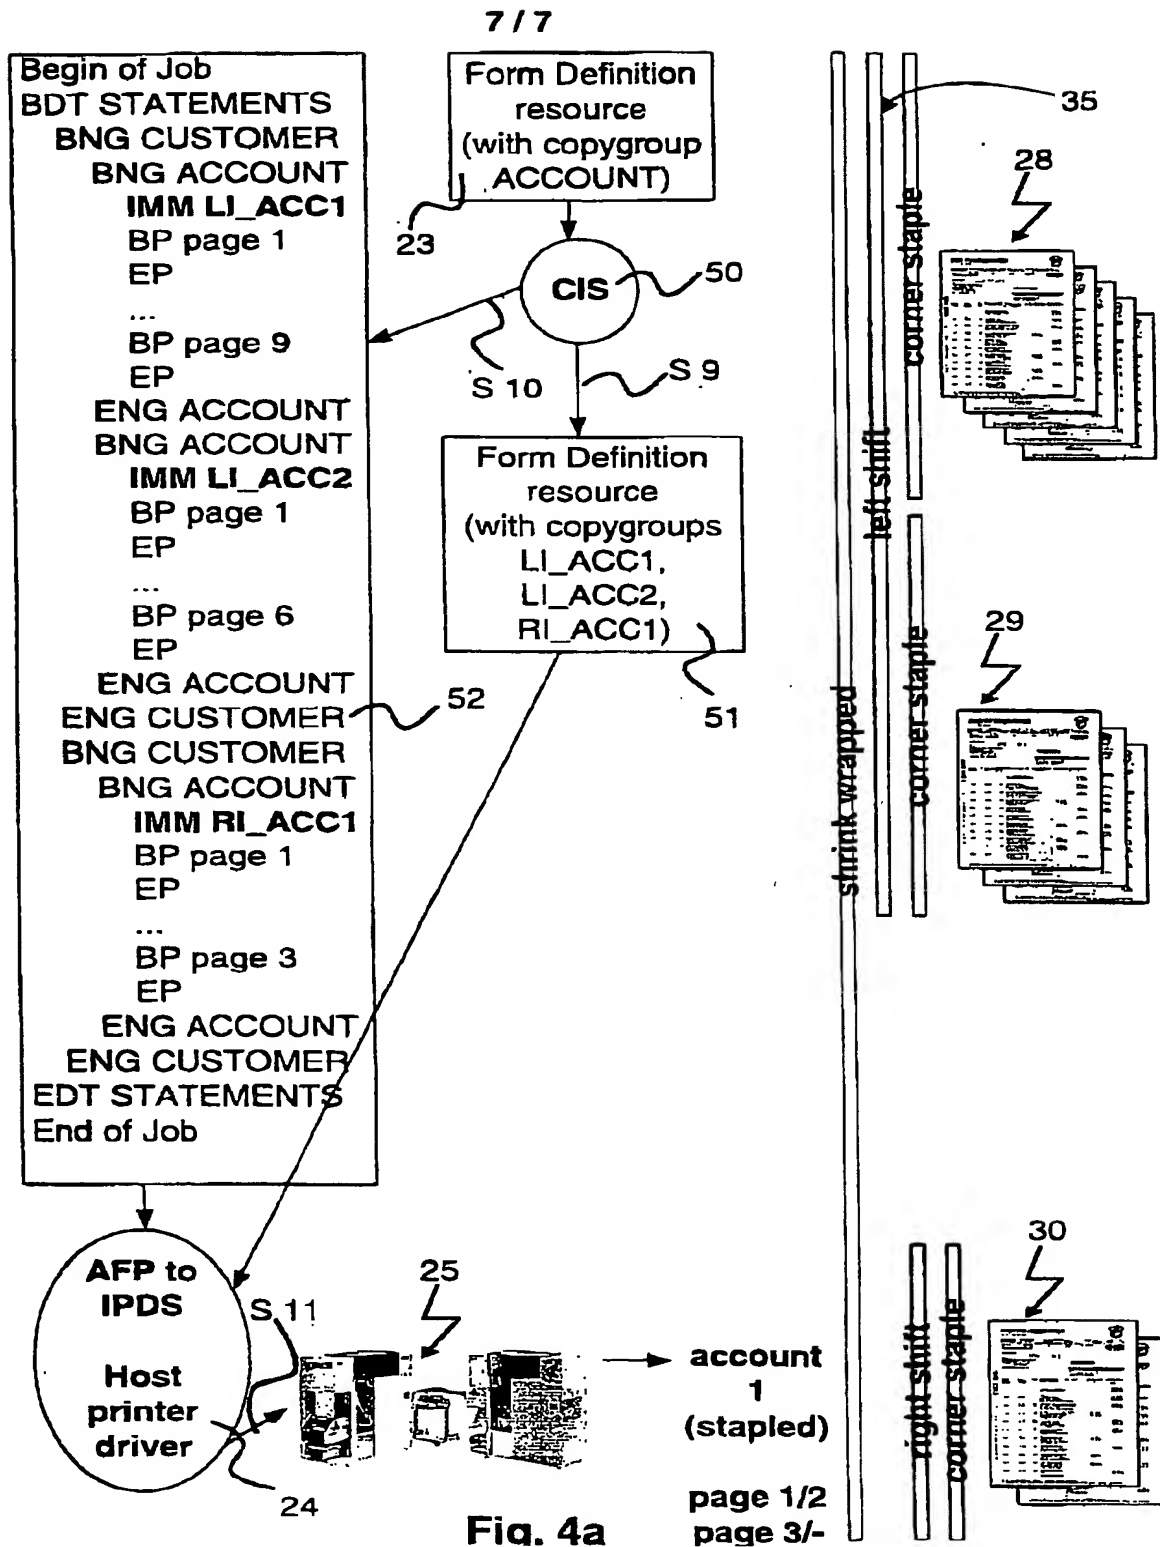 7 / 7
Begin of Job
BDT STATEMENTS
BNG CUSTOMER
BNG ACCOUNT
IMM LI_ACC1
BP page 1
EP
...
BP page 9
EP
ENG ACCOUNT
BNG ACCOUNT
IMM LI_ACC2
BP page 1
EP
...
BP page 6
EP
ENG ACCOUNT
ENG CUSTOMER
BNG CUSTOMER
BNG ACCOUNT
IMM RI_ACC1
BP page 1
EP
...
BP page 3
EP
ENG ACCOUNT
ENG CUSTOMER
EDT STATEMENTS
End of Job
52
Form Definition
resource
(with copygroup
ACCOUNT)
23
CIS
50
S 10
S 9
Form Definition
resource
(with copygroups
LI_ACC1,
LI_ACC2,
RI_ACC1)
51
AFP to
IPDS
Host
printer
driver
S 11
24
25
account
1
(stapled)
page 1/2
page 3/-
shrink wrapped
left shift
corner staple
corner staple
right shift
corner staple
35
28
29
30
Fig. 4a